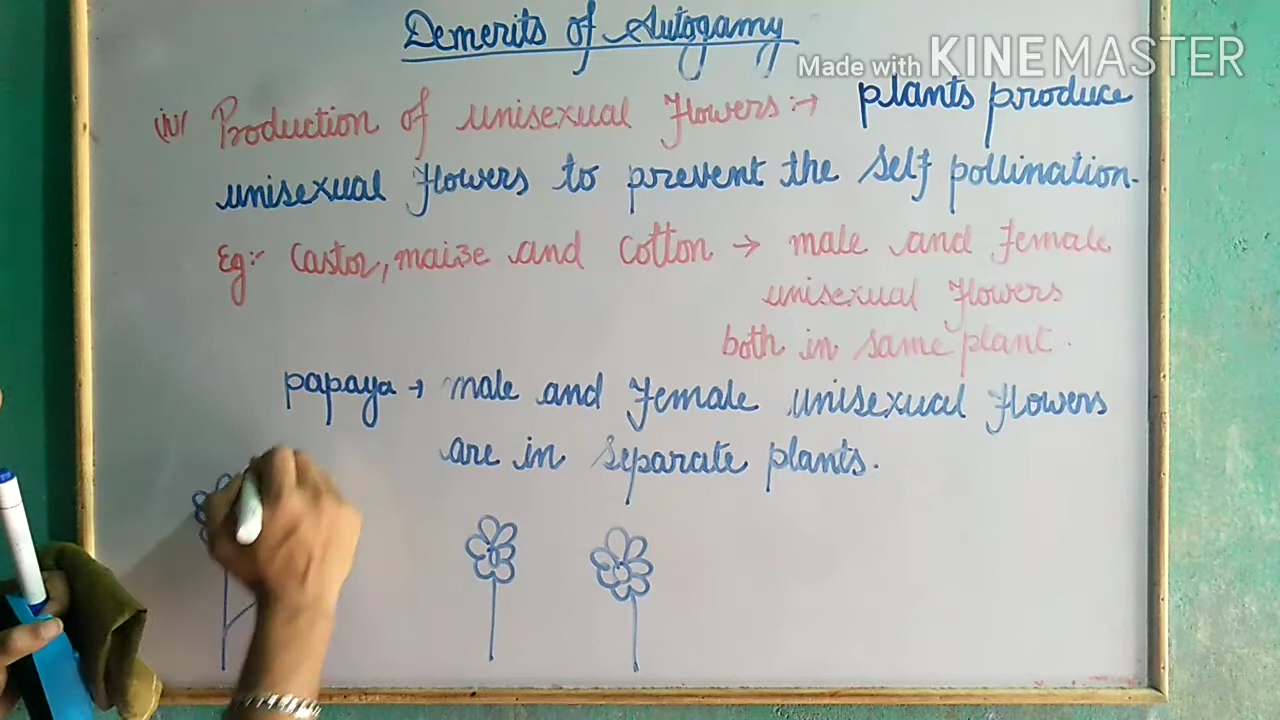 Demerits of Autogamy
Made with KINEMASTER
(iv) Production of unisexual flowers:→ plants produce
unisexual flowers to prevent the self pollination.
Eg:- Castor, maize and cotton → male and female
unisexual flowers
both in same plant.
papaya → male and female unisexual flowers
are in separate plants.